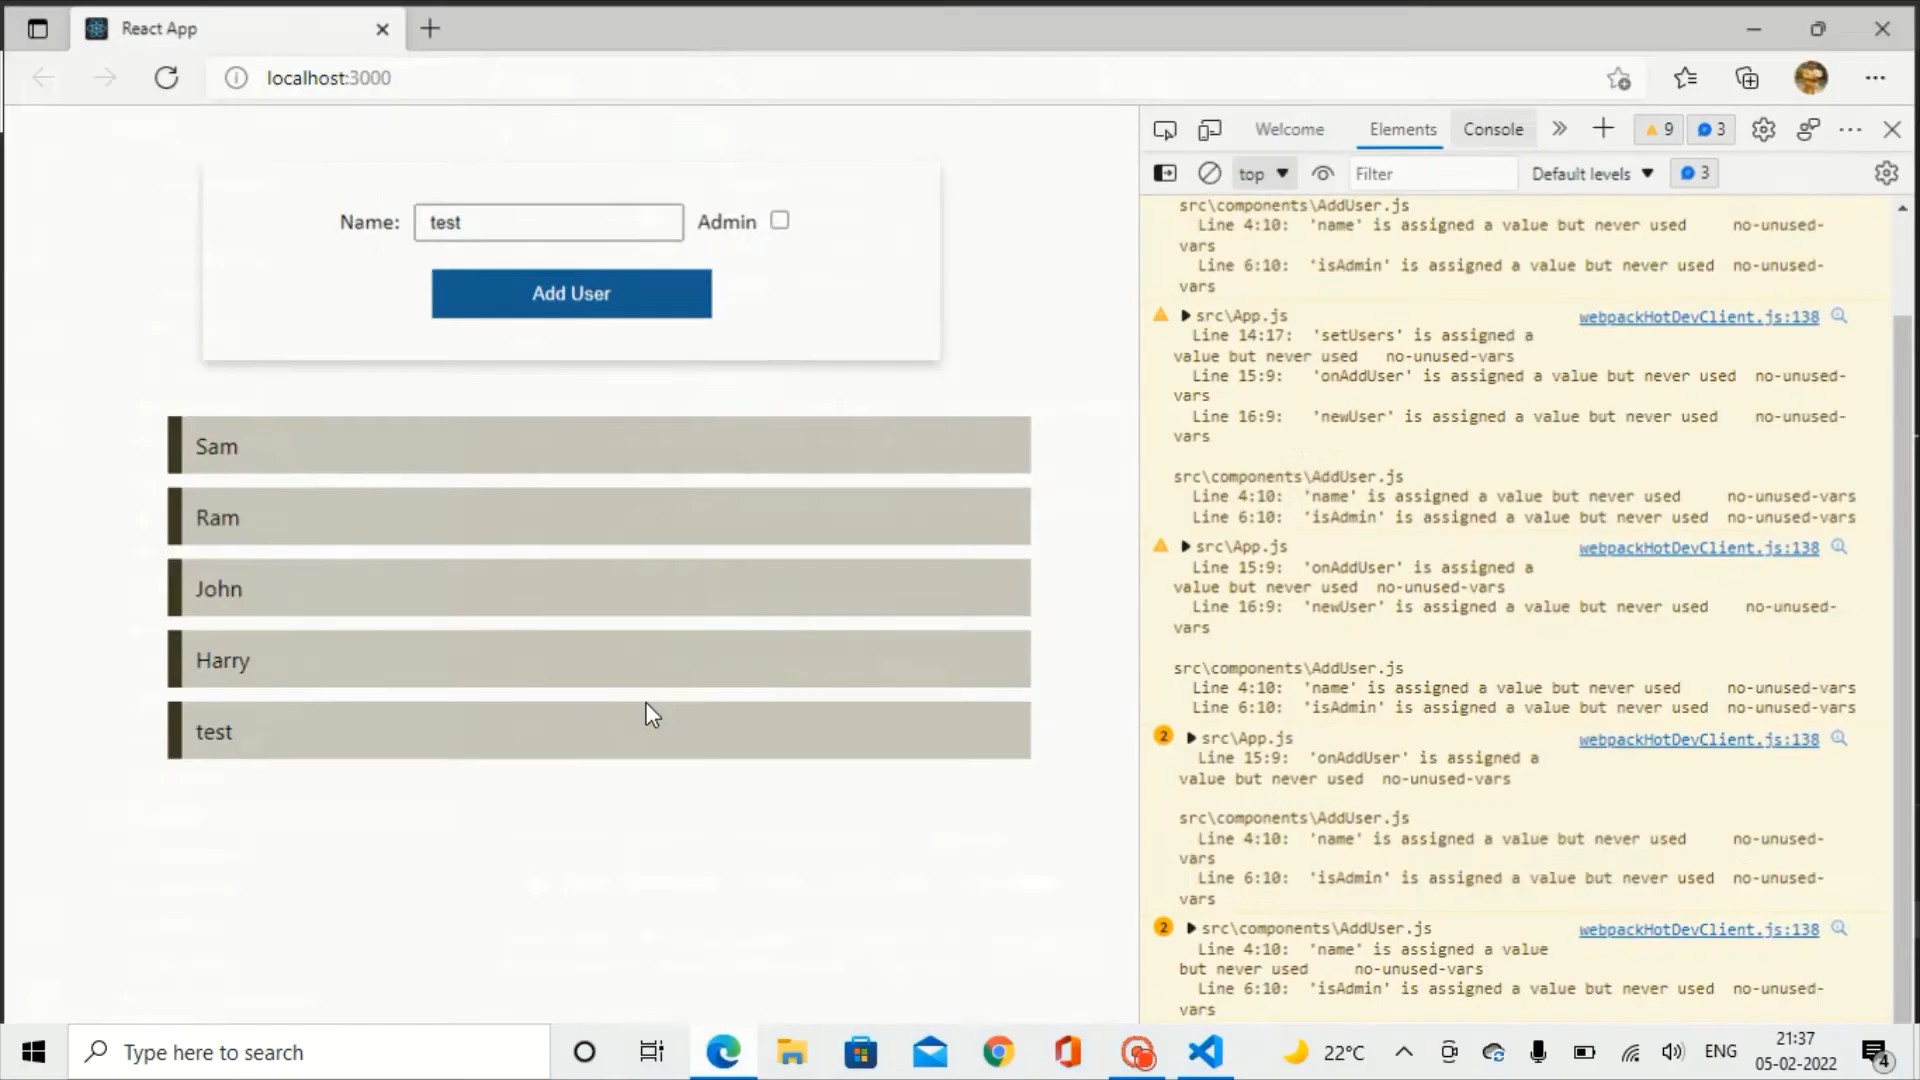 React App
localhost:3000
Name: test Admin
Add User
Sam
Ram
John
Harry
test
Welcome Elements Console 9 3
top Filter Default levels 3
src\components\AddUser.js
Line 4:10: 'name' is assigned a value but never used no-unused-
vars
Line 6:10: 'isAdmin' is assigned a value but never used no-unused-
vars
src\App.js webpackHotDevClient.js:138
Line 14:17: 'setUsers' is assigned a
value but never used no-unused-vars
Line 15:9: 'onAddUser' is assigned a value but never used no-unused-
vars
Line 16:9: 'newUser' is assigned a value but never used no-unused-
vars
src\components\AddUser.js
Line 4:10: 'name' is assigned a value but never used no-unused-vars
Line 6:10: 'isAdmin' is assigned a value but never used no-unused-vars
src\App.js webpackHotDevClient.js:138
Line 15:9: 'onAddUser' is assigned a
value but never used no-unused-vars
Line 16:9: 'newUser' is assigned a value but never used no-unused-
vars
src\components\AddUser.js
Line 4:10: 'name' is assigned a value but never used no-unused-vars
Line 6:10: 'isAdmin' is assigned a value but never used no-unused-vars
2 src\App.js webpackHotDevClient.js:138
Line 15:9: 'onAddUser' is assigned a
value but never used no-unused-vars
src\components\AddUser.js
Line 4:10: 'name' is assigned a value but never used no-unused-
vars
Line 6:10: 'isAdmin' is assigned a value but never used no-unused-
vars
2 src\components\AddUser.js webpackHotDevClient.js:138
Line 4:10: 'name' is assigned a value
but never used no-unused-vars
Line 6:10: 'isAdmin' is assigned a value but never used no-unused-
vars
Type here to search
22°C
ENG
21:37
05-02-2022
4